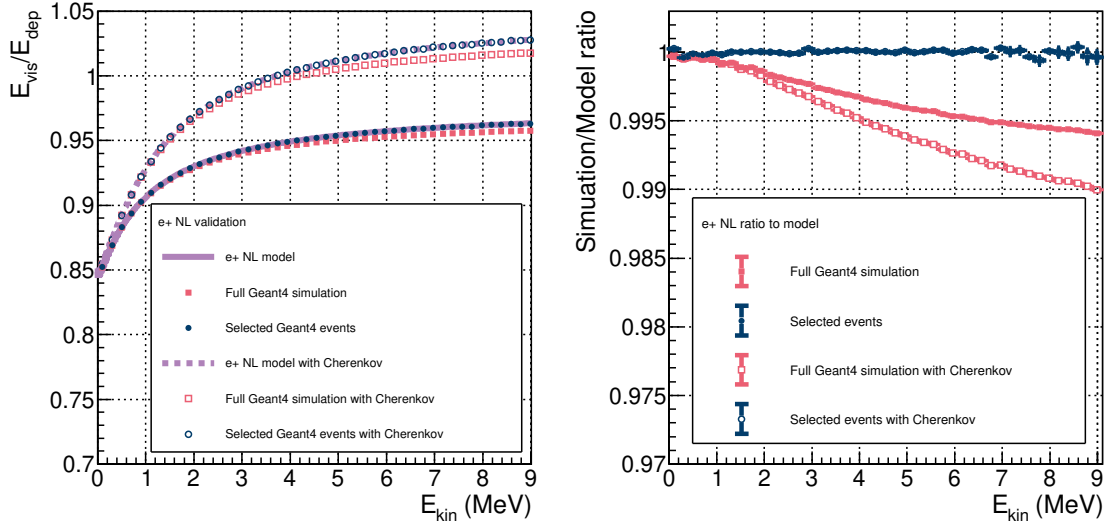 E_vis/E_dep
1.05
1
0.95
0.9
0.85
0.8
0.75
0.7
e+ NL validation
e+ NL model
Full Geant4 simulation
Selected Geant4 events
e+ NL model with Cherenkov
Full Geant4 simulation with Cherenkov
Selected Geant4 events with Cherenkov
0 1 2 3 4 5 6 7 8 9
E_kin (MeV)
Simuation/Model ratio
1
0.995
0.99
0.985
0.98
0.975
0.97
e+ NL ratio to model
Full Geant4 simulation
Selected events
Full Geant4 simulation with Cherenkov
Selected events with Cherenkov
0 1 2 3 4 5 6 7 8 9
E_kin (MeV)